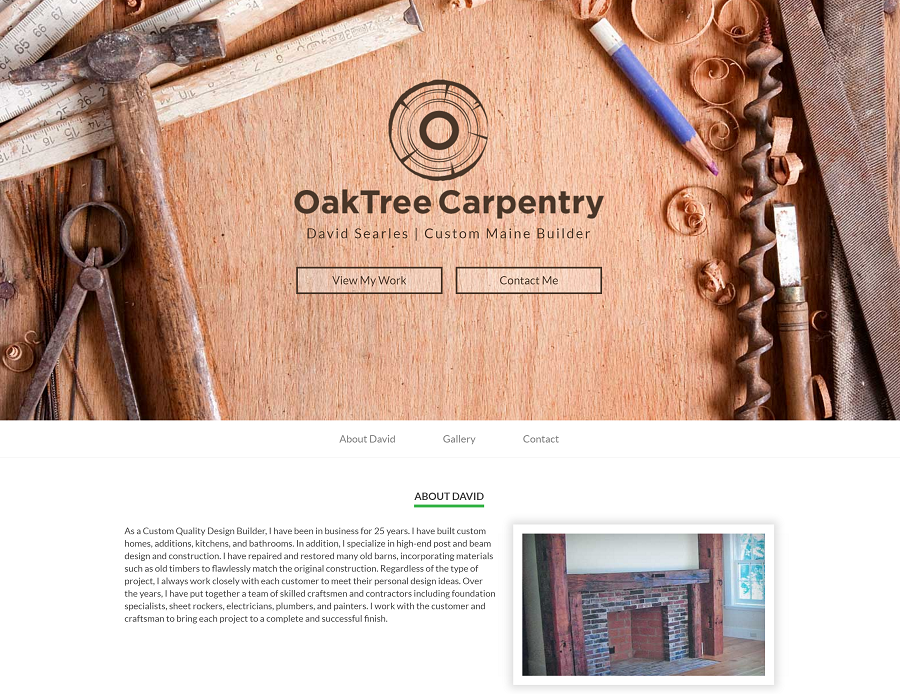 OakTree Carpentry
David Searles | Custom Maine Builder
View My Work Contact Me
About David Gallery Contact
ABOUT DAVID
As a Custom Quality Design Builder, I have been in business for 25 years. I have built custom
homes, additions, kitchens, and bathrooms. In addition, I specialize in high-end post and beam
design and construction. I have repaired and restored many old barns, incorporating materials
such as old timbers to flawlessly match the original construction. Regardless of the type of
project, I always work closely with each customer to meet their personal design ideas. Over
the years, I have put together a team of skilled craftsmen and contractors including foundation
specialists, sheet rockers, electricians, plumbers, and painters. I work with the customer and
craftsman to bring each project to a complete and successful finish.